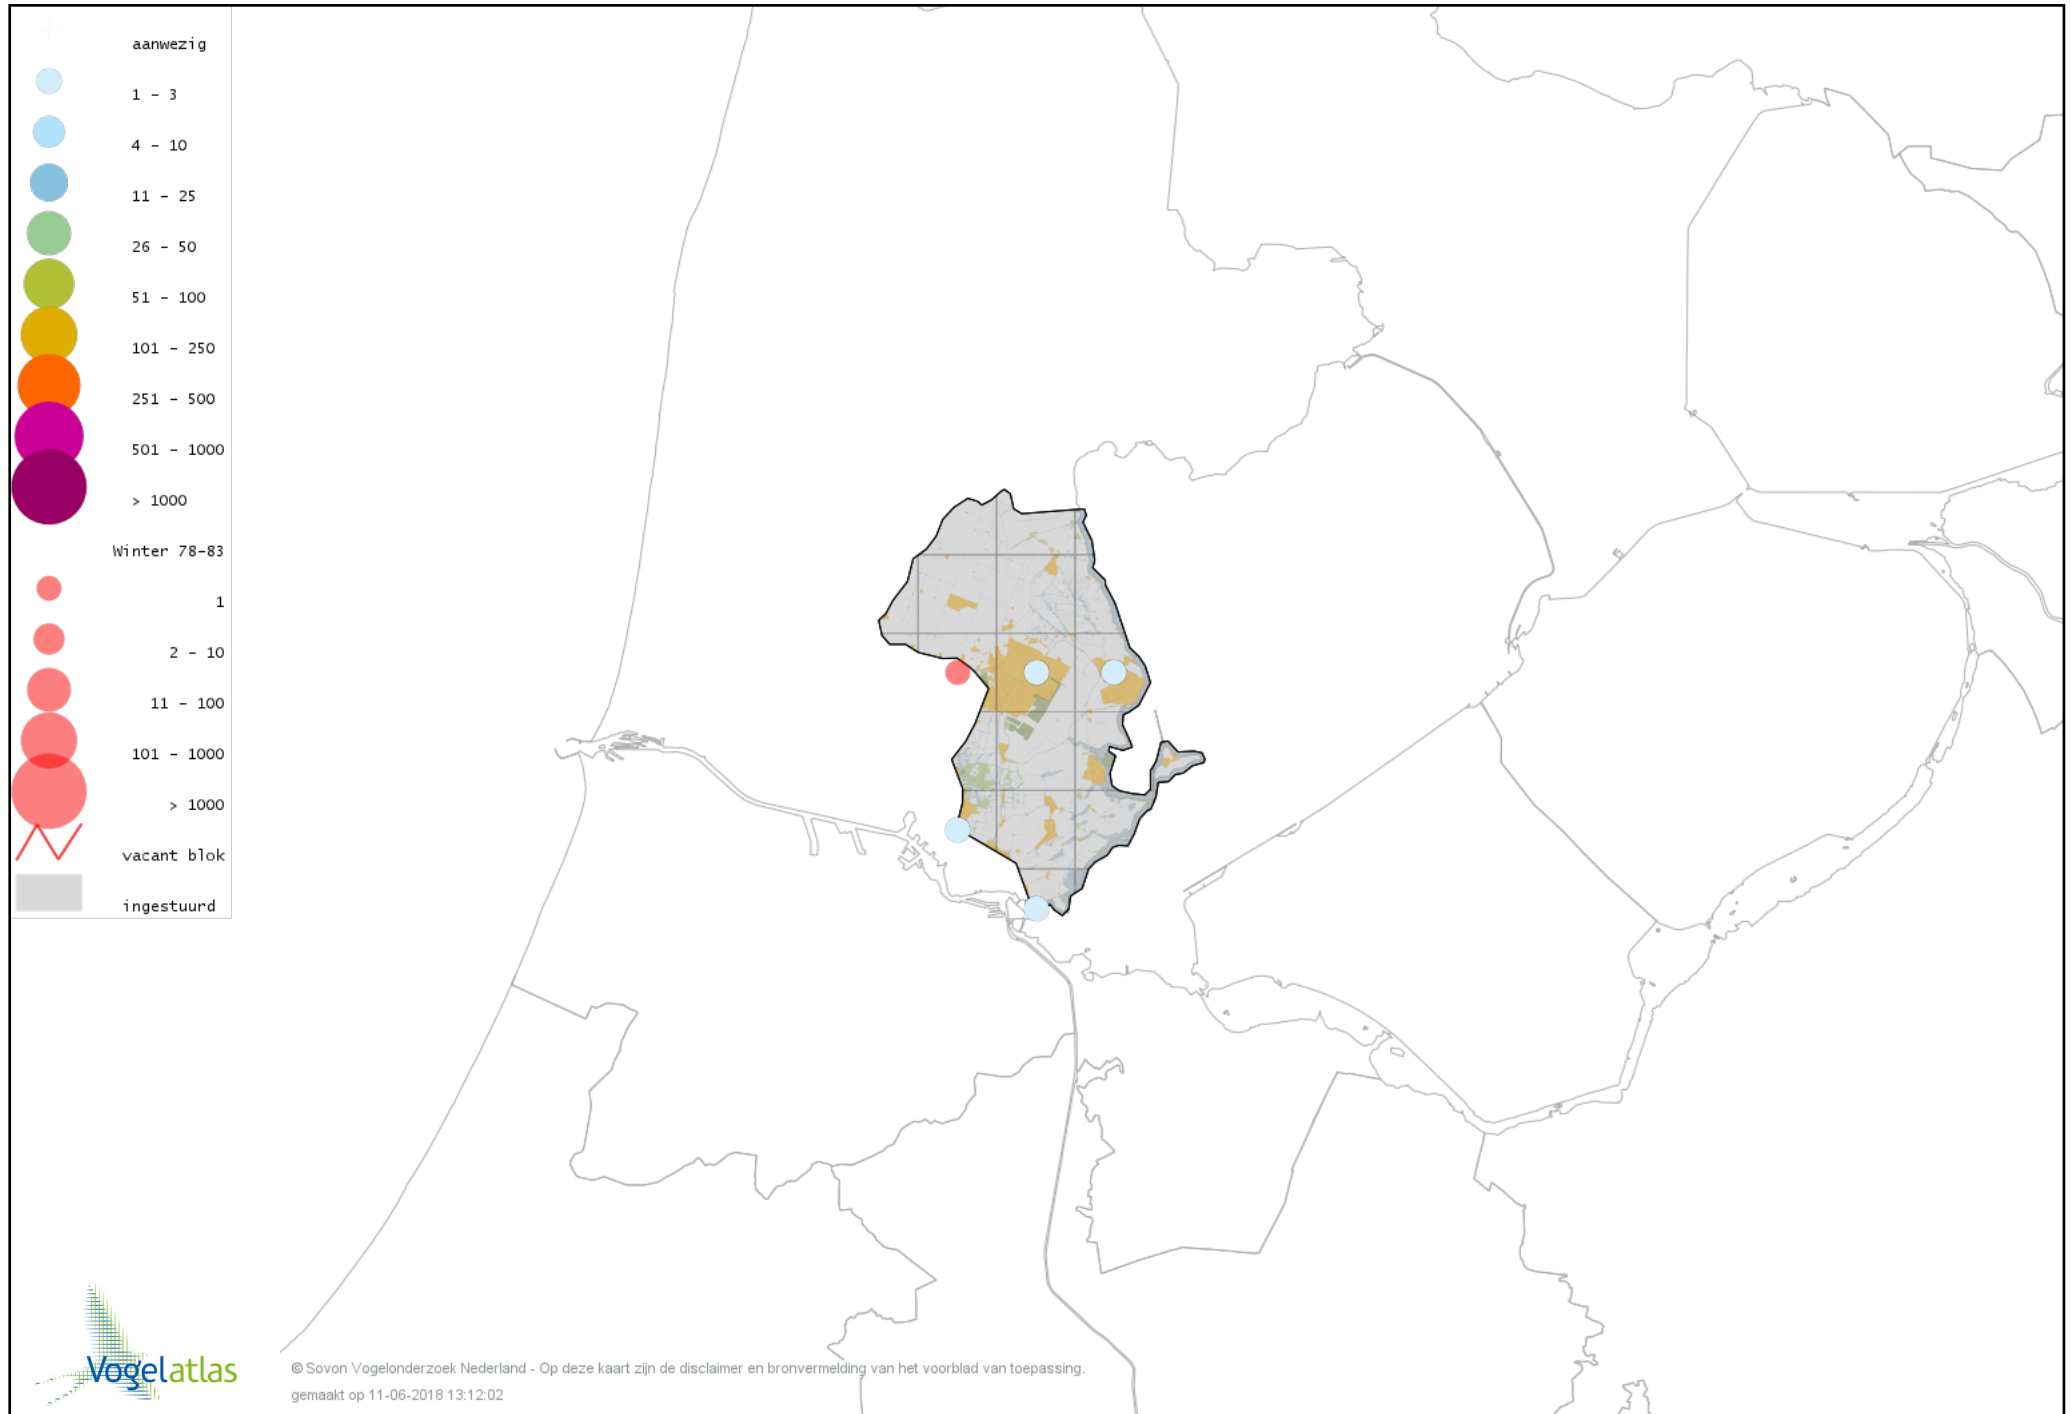 aanwezig
1 - 3
4 - 10
11 - 25
26 - 50
51 - 100
101 - 250
251 - 500
501 - 1000
> 1000
Winter 78-83
1
2 - 10
11 - 100
101 - 1000
> 1000
vacant blok
ingestuurd
Vogelatlas
© Sovon Vogelonderzoek Nederland - Op deze kaart zijn de disclaimer en bronvermelding van het voorblad van toepassing.
gemaakt op 11-06-2018 13:12:02